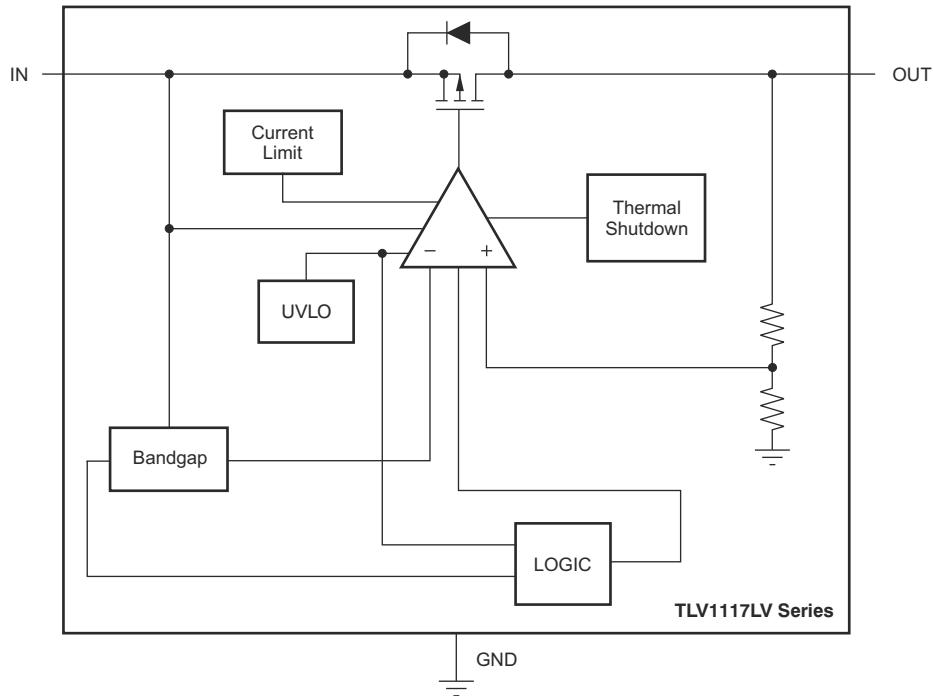 IN
OUT
Current
Limit
Thermal
Shutdown
− +
UVLO
Bandgap
LOGIC
TLV1117LV Series
GND